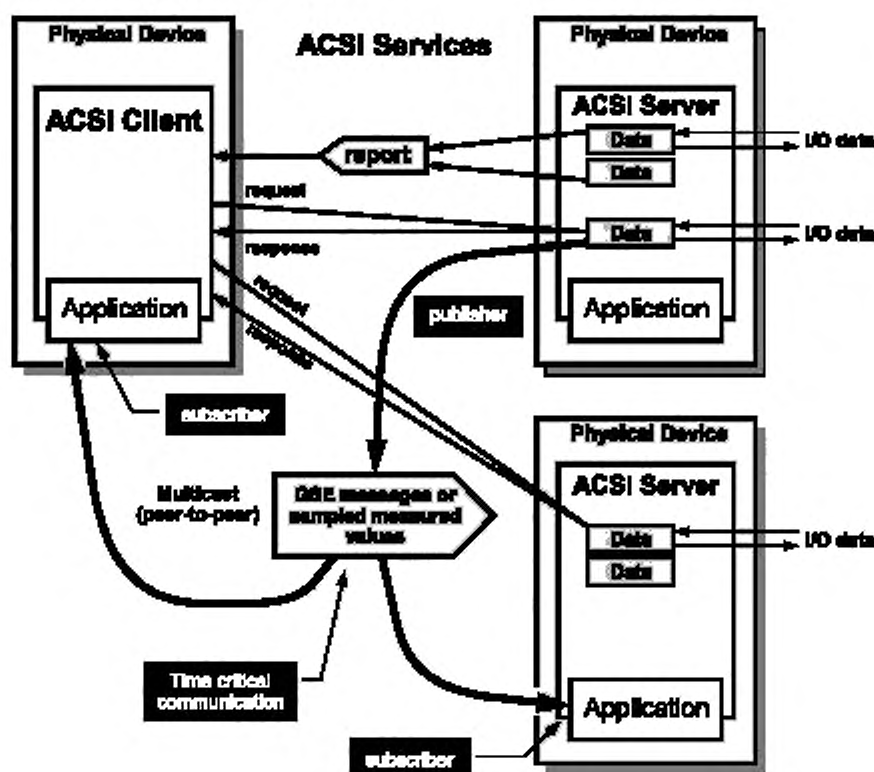 Physical Device
ACSI Client
Application
ACSI Services
Physical Device
ACSI Server
Data
Data
Data
Application
I/O data
I/O data
report
request
response
request
response
publisher
subscriber
Multicast
(peer-to-peer)
GSE messages or
sampled measured
values
Time critical
communication
subscriber
Physical Device
ACSI Server
Data
Data
Application
I/O data